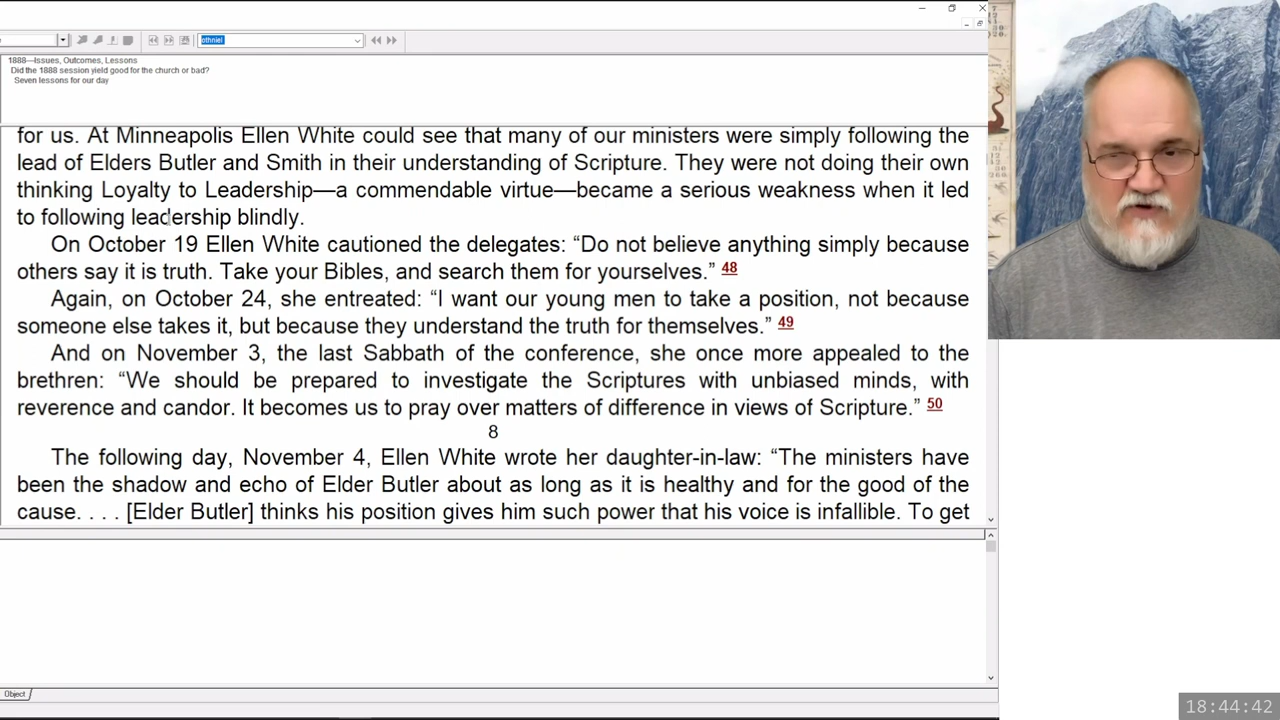 othniel
1888—Issues, Outcomes, Lessons
Did the 1888 session yield good for the church or bad?
Seven lessons for our day
for us. At Minneapolis Ellen White could see that many of our ministers were simply following the
lead of Elders Butler and Smith in their understanding of Scripture. They were not doing their own
thinking Loyalty to Leadership—a commendable virtue—became a serious weakness when it led
to following leadership blindly.
On October 19 Ellen White cautioned the delegates: “Do not believe anything simply because
others say it is truth. Take your Bibles, and search them for yourselves.” 48
Again, on October 24, she entreated: “I want our young men to take a position, not because
someone else takes it, but because they understand the truth for themselves.” 49
And on November 3, the last Sabbath of the conference, she once more appealed to the
brethren: “We should be prepared to investigate the Scriptures with unbiased minds, with
reverence and candor. It becomes us to pray over matters of difference in views of Scripture.” 50
8
The following day, November 4, Ellen White wrote her daughter-in-law: “The ministers have
been the shadow and echo of Elder Butler about as long as it is healthy and for the good of the
cause. . . . [Elder Butler] thinks his position gives him such power that his voice is infallible. To get
Object
18:44:42